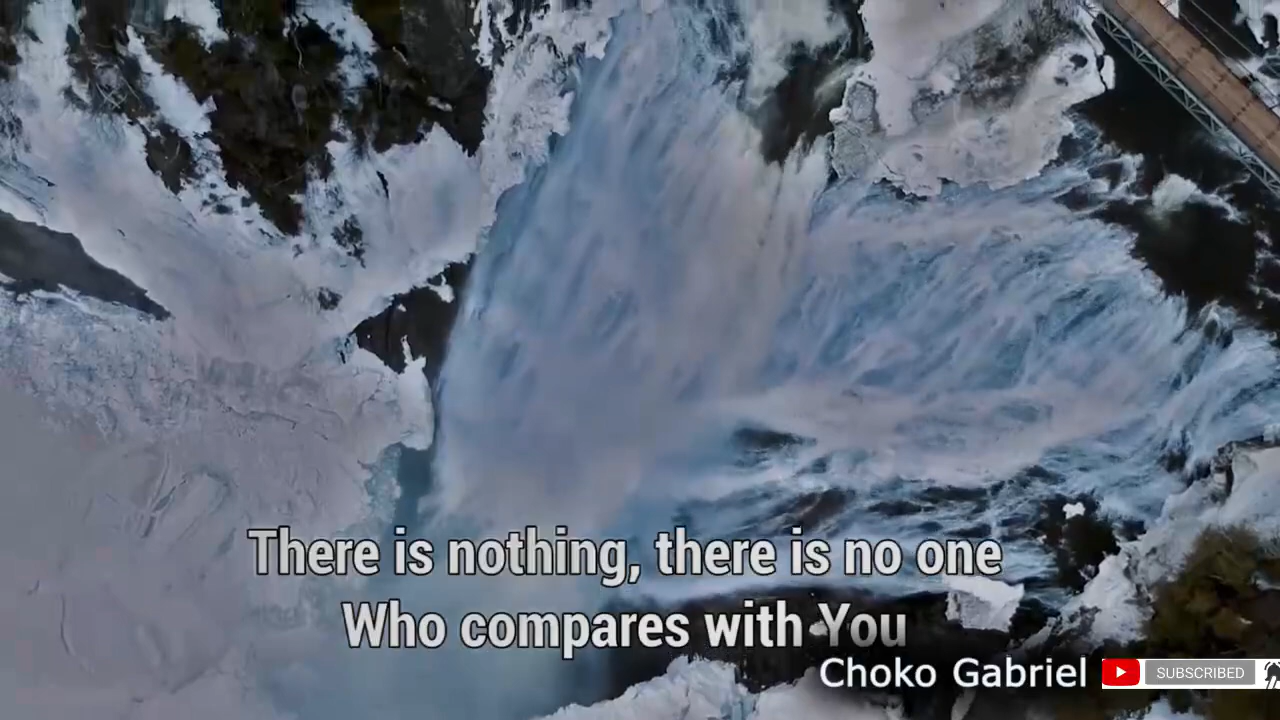 There is nothing, there is no one
Who compares with You
Choko Gabriel
SUBSCRIBED